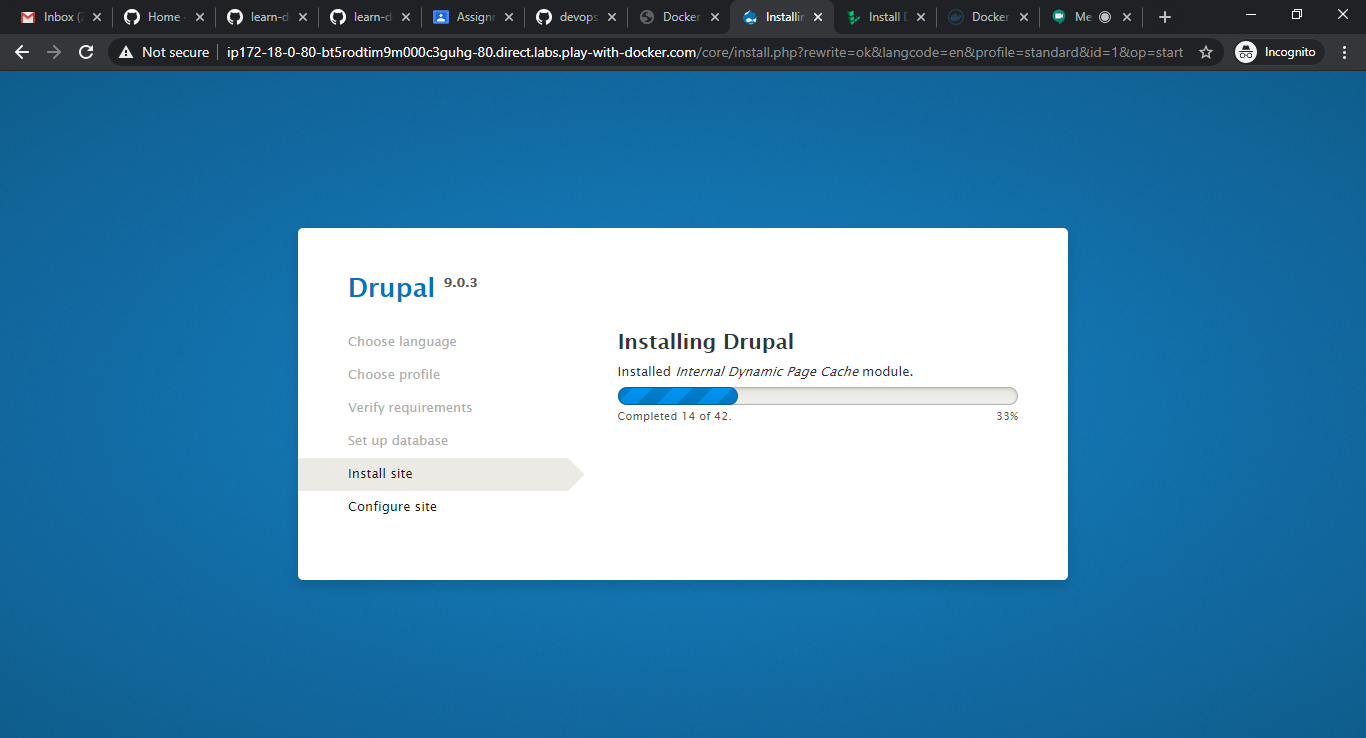 Inbox (2
Home -
learn-d
learn-d
Assignr
devops
Docker
Installin
Install D
Docker
Me
Not secure
ip172-18-0-80-bt5rodtim9m000c3guhg-80.direct.labs.play-with-docker.com/core/install.php?rewrite=ok&langcode=en&profile=standard&id=1&op=start
Incognito
Drupal 9.0.3
Choose language
Choose profile
Verify requirements
Set up database
Install site
Configure site
Installing Drupal
Installed Internal Dynamic Page Cache module.
Completed 14 of 42.
33%